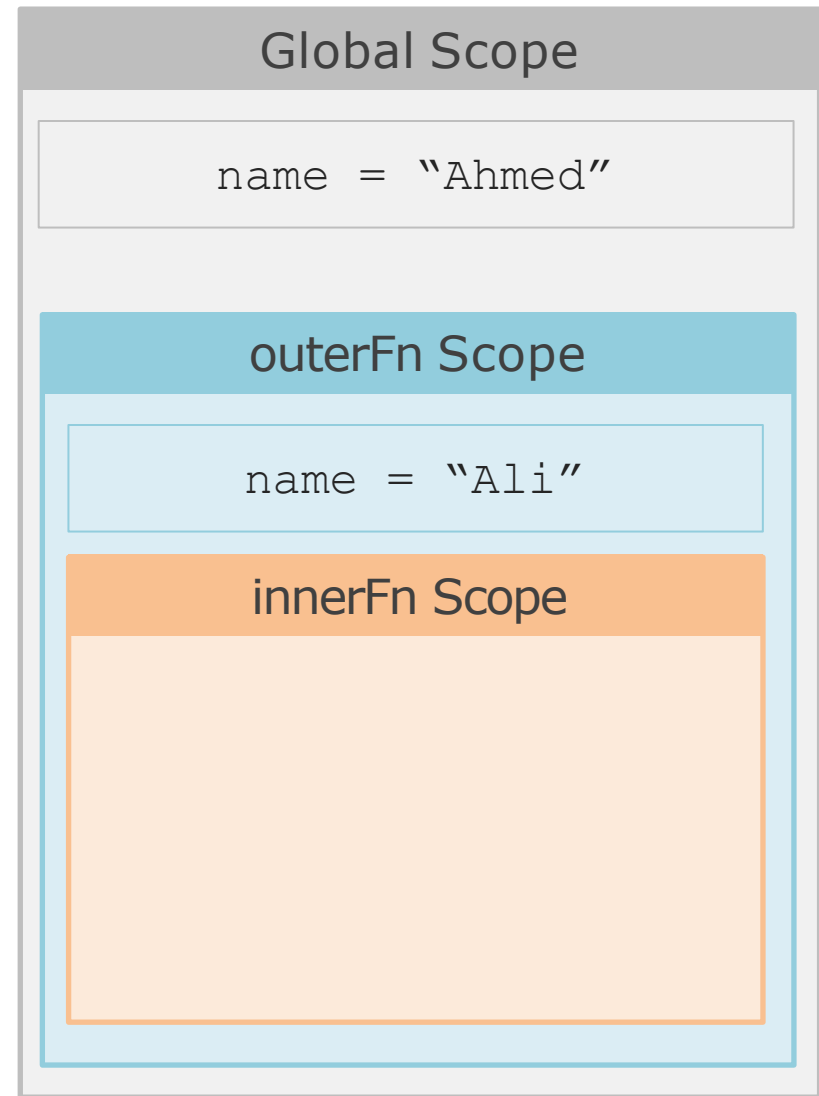 Global Scope
name = “Ahmed”
outerFn Scope
name = “Ali”
innerFn Scope